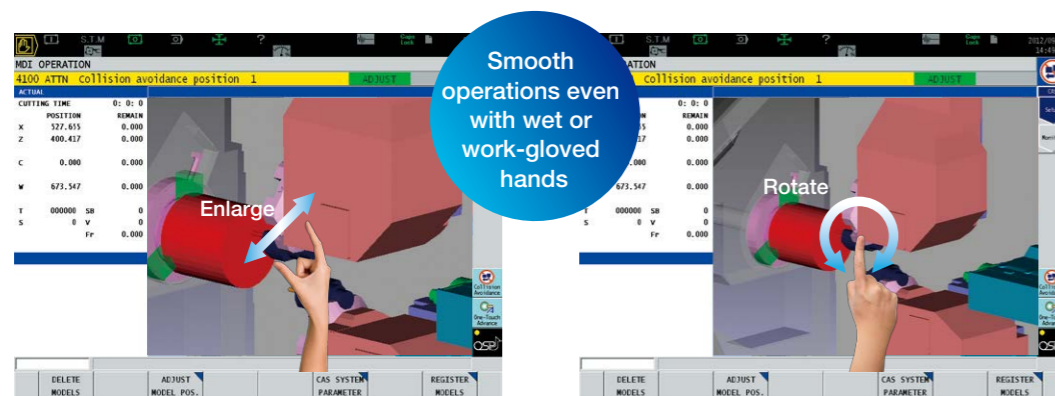 S.T.M
?
Gaps
Lock
MDI OPERATION
4100 ATTN Collision avoidance position 1
ADJUST
ACTUAL
CUTTING TIME 0: 0: 0
POSITION REMAIN
X 527.655 0.000
Z 400.417 0.000
C 0.000 0.000
W 673.547 0.000
T 000000 SB 0
S 0 V 0
Fr 0.000
Enlarge
Collision
Avoidance
One-Touch
Advance
OSP
DELETE
MODELS
ADJUST
MODEL POS.
CAS SYSTEM
PARAMETER
REGISTER
MODELS
Smooth
operations even
with wet or
work-gloved
hands
S.T.M
?
Gaps
Lock
ATION
Collision avoidance position 1
ADJUST
0: 0: 0
REMAIN
0.000
0.000
0.000
673.547 0.000
T 000000 SB 0
S 0 V 0
Fr 0.000
Rotate
DELETE
MODELS
ADJUST
MODEL POS.
CAS SYSTEM
PARAMETER
REGISTER
MODELS